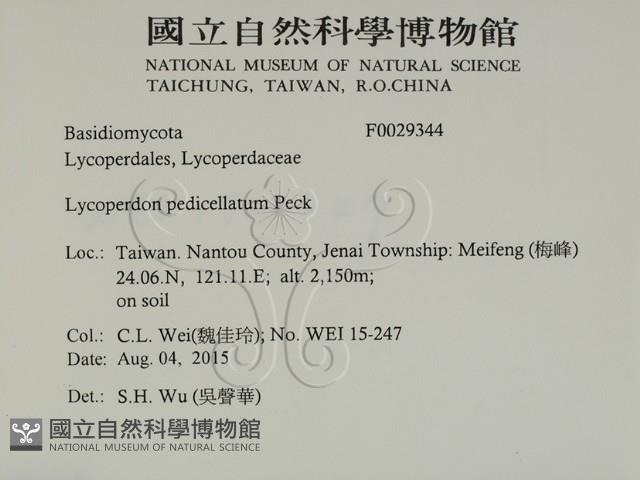 國立自然科學博物館
NATIONAL MUSEUM OF NATURAL SCIENCE
TAICHUNG, TAIWAN, R.O.CHINA
Basidiomycota F0029344
Lycoperdales, Lycoperdaceae
Lycoperdon pedicellatum Peck
Loc.: Taiwan. Nantou County, Jenai Township: Meifeng (梅峰)
24.06.N, 121.11.E; alt. 2,150m;
on soil
Col.: C.L. Wei(魏佳玲); No. WEI 15-247
Date: Aug. 04, 2015
Det.: S.H. Wu (吳聲華)
國立自然科學博物館
NATIONAL MUSEUM OF NATURAL SCIENCE